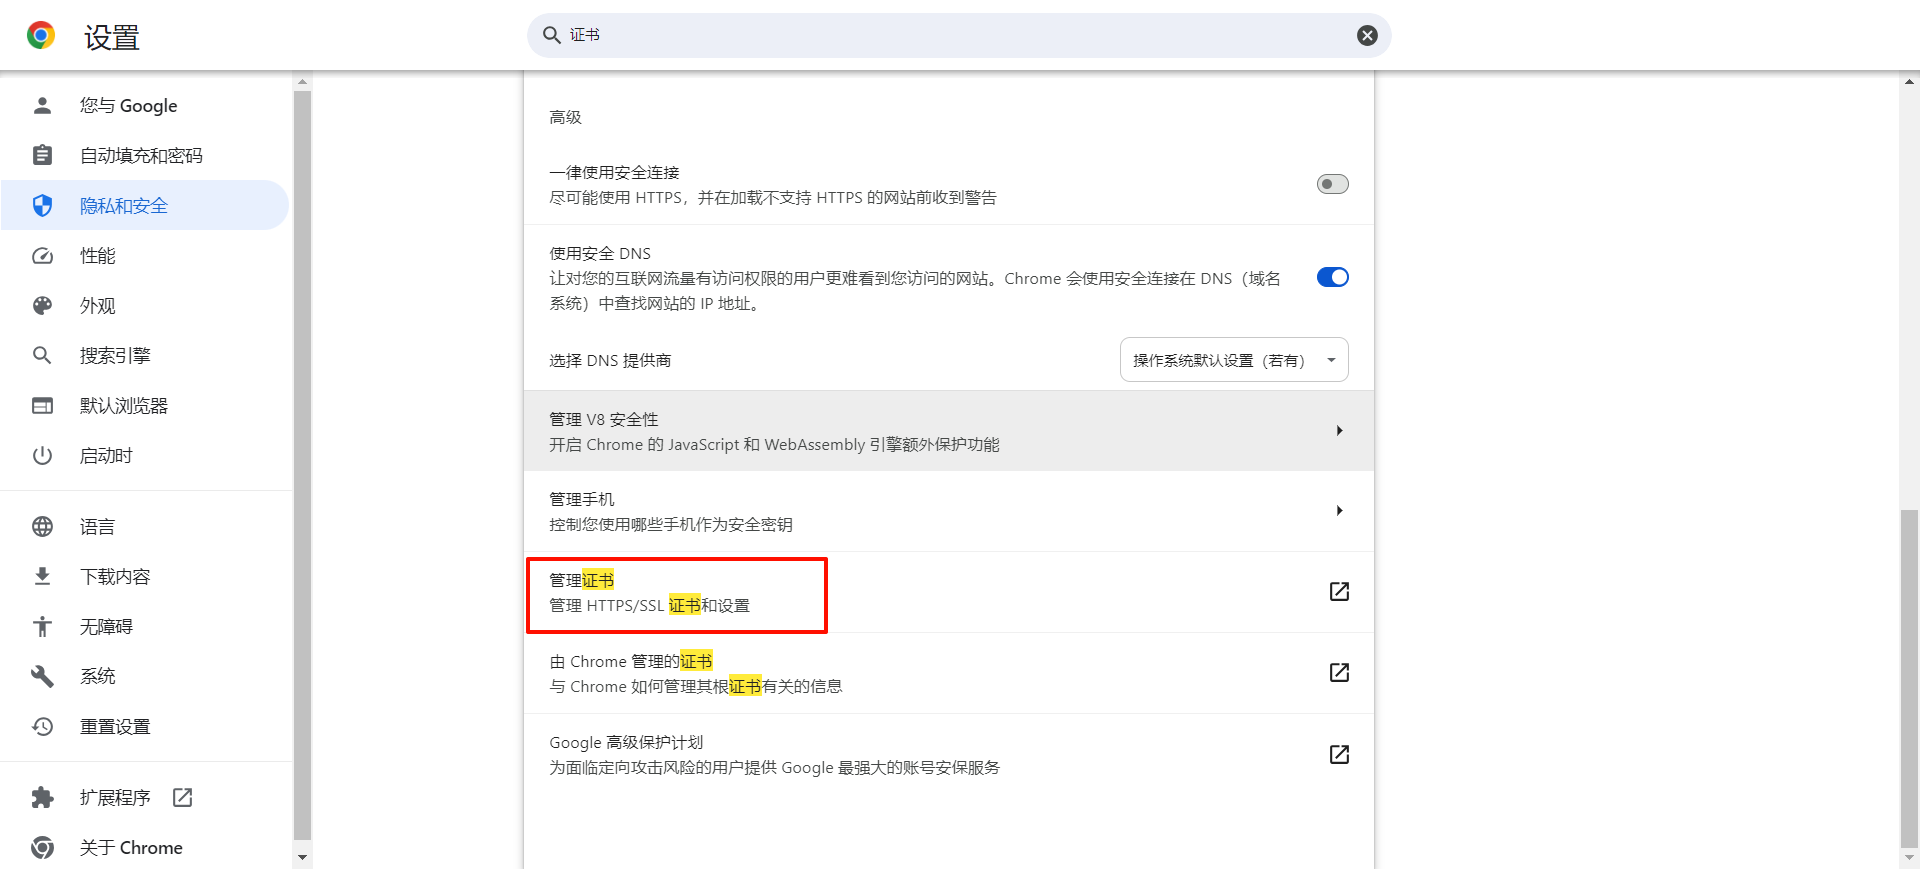 设置
证书
您与 Google
自动填充和密码
隐私和安全
性能
外观
搜索引擎
默认浏览器
启动时
语言
下载内容
无障碍
系统
重置设置
扩展程序
关于 Chrome
高级
一律使用安全连接
尽可能使用 HTTPS，并在加载不支持 HTTPS 的网站前收到警告
使用安全 DNS
让对您的互联网流量有访问权限的用户更难看到您访问的网站。Chrome 会使用安全连接在 DNS（域名
系统）中查找网站的 IP 地址。
选择 DNS 提供商
操作系统默认设置（若有）
管理 V8 安全性
开启 Chrome 的 JavaScript 和 WebAssembly 引擎额外保护功能
管理手机
控制您使用哪些手机作为安全密钥
管理证书
管理 HTTPS/SSL 证书和设置
由 Chrome 管理的证书
与 Chrome 如何管理其根证书有关的信息
Google 高级保护计划
为面临定向攻击风险的用户提供 Google 最强大的账号安保服务